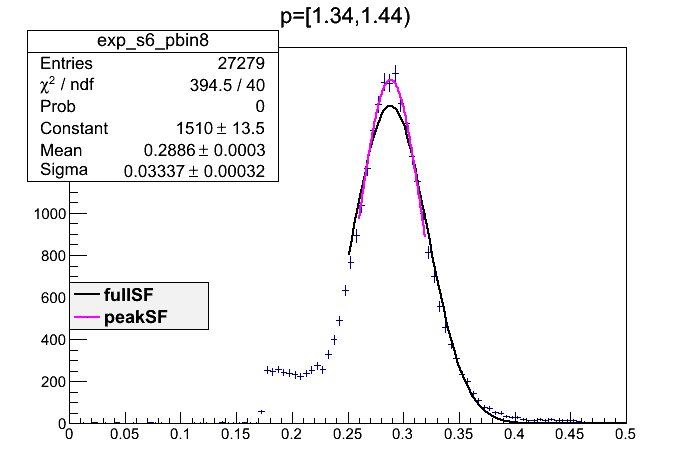 p=[1.34,1.44)
exp_s6_pbin8
Entries 27279
χ² / ndf 394.5 / 40
Prob 0
Constant 1510 ± 13.5
Mean 0.2886 ± 0.0003
Sigma 0.03337 ± 0.00032
1000
800
600
400
200
0
fullSF
peakSF
0 0.05 0.1 0.15 0.2 0.25 0.3 0.35 0.4 0.45 0.5